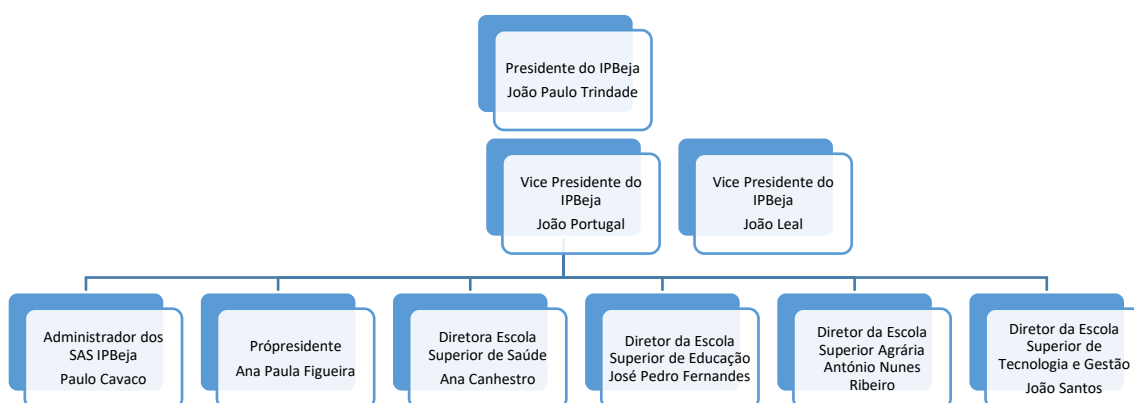 Presidente do IPBeja
João Paulo Trindade
Vice Presidente do
IPBeja
João Portugal
Vice Presidente do
IPBeja
João Leal
Administrador dos
SAS IPBeja
Paulo Cavaco
Própresidente
Ana Paula Figueira
Diretora Escola
Superior de Saúde
Ana Canhestro
Diretor da Escola
Superior de Educação
José Pedro Fernandes
Diretor da Escola
Superior Agrária
António Nunes
Ribeiro
Diretor da Escola
Superior de
Tecnologia e Gestão
João Santos